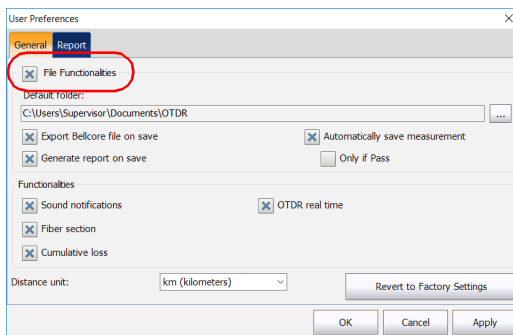 User Preferences
General Report
File Functionalities
Default folder:
C:\Users\Supervisor\Documents\OTDR ...
Export Bellcore file on save Automatically save measurement
Generate report on save Only if Pass
Functionalities
Sound notifications OTDR real time
Fiber section
Cumulative loss
Distance unit: km (kilometers) Revert to Factory Settings
OK Cancel Apply